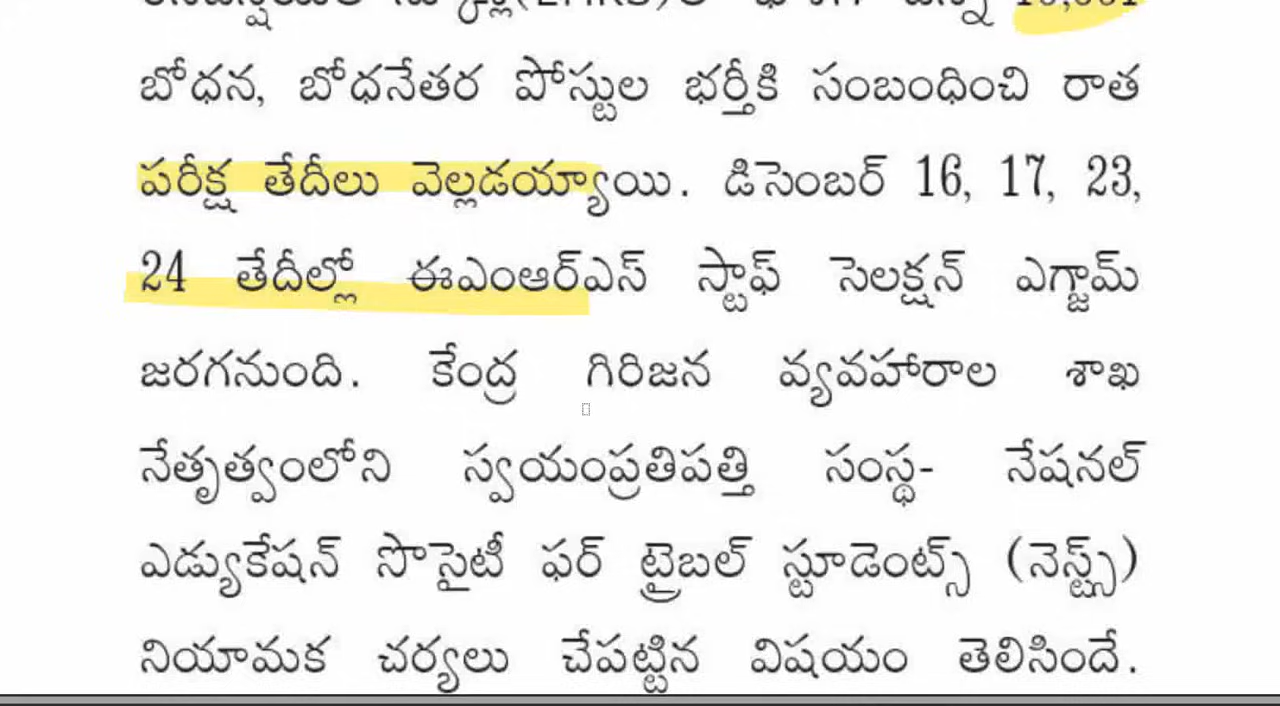 బోధన, బోధనేతర పోస్టుల భర్తీకి సంబంధించి రాత
పరీక్ష తేదీలు వెల్లడయ్యాయి. డిసెంబర్ 16, 17, 23,
24 తేదీల్లో ఈఎంఆర్ఎస్ స్టాఫ్ సెలక్షన్ ఎగ్జామ్
జరగనుంది. కేంద్ర గిరిజన వ్యవహారాల శాఖ
నేతృత్వంలోని స్వయంప్రతిపత్తి సంస్థ- నేషనల్
ఎడ్యుకేషన్ సొసైటీ ఫర్ ట్రైబల్ స్టూడెంట్స్ (నెస్ట్స్)
నియామక చర్యలు చేపట్టిన విషయం తెలిసిందే.